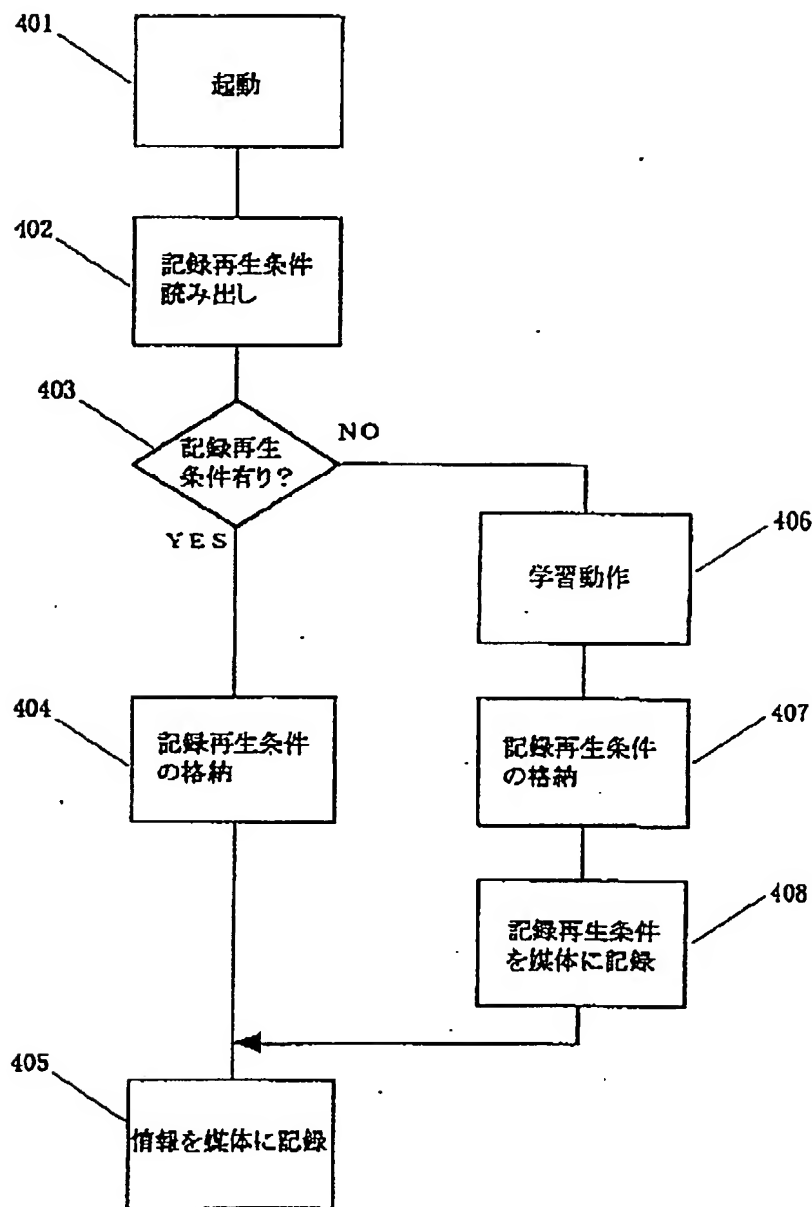 401
起動
402
記録再生条件
読み出し
403
記録再生
条件有り?
NO
YES
406
学習動作
404
記録再生条件
の格納
407
記録再生条件
の格納
408
記録再生条件
を媒体に記録
405
情報を媒体に記録